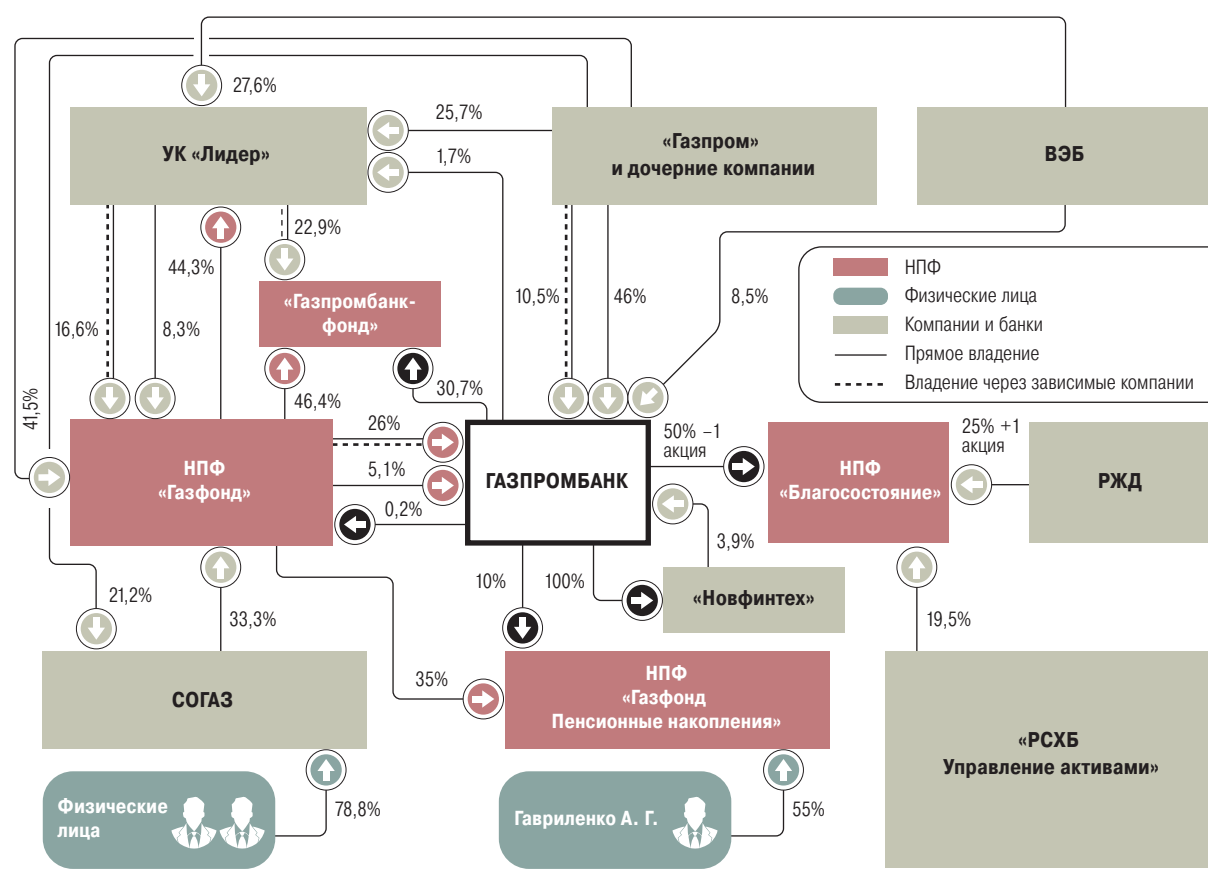 27,6%
25,7%
1,7%
УК «Лидер»
«Газпром»
и дочерние компании
ВЭБ
22,9%
44,3%
16,6%
8,3%
10,5%
46%
8,5%
НПФ
Физические лица
Компании и банки
Прямое владение
Владение через зависимые компании
«Газпромбанк-
фонд»
41,5%
46,4%
30,7%
26%
5,1%
0,2%
НПФ
«Газфонд»
ГАЗПРОМБАНК
50% –1
акция
НПФ
«Благосостояние»
25% +1
акция
РЖД
3,9%
10%
100%
«Новфинтех»
21,2%
33,3%
19,5%
35%
СОГАЗ
НПФ
«Газфонд
Пенсионные накопления»
«РСХБ
Управление активами»
Физические
лица
78,8%
Гавриленко А. Г.
55%